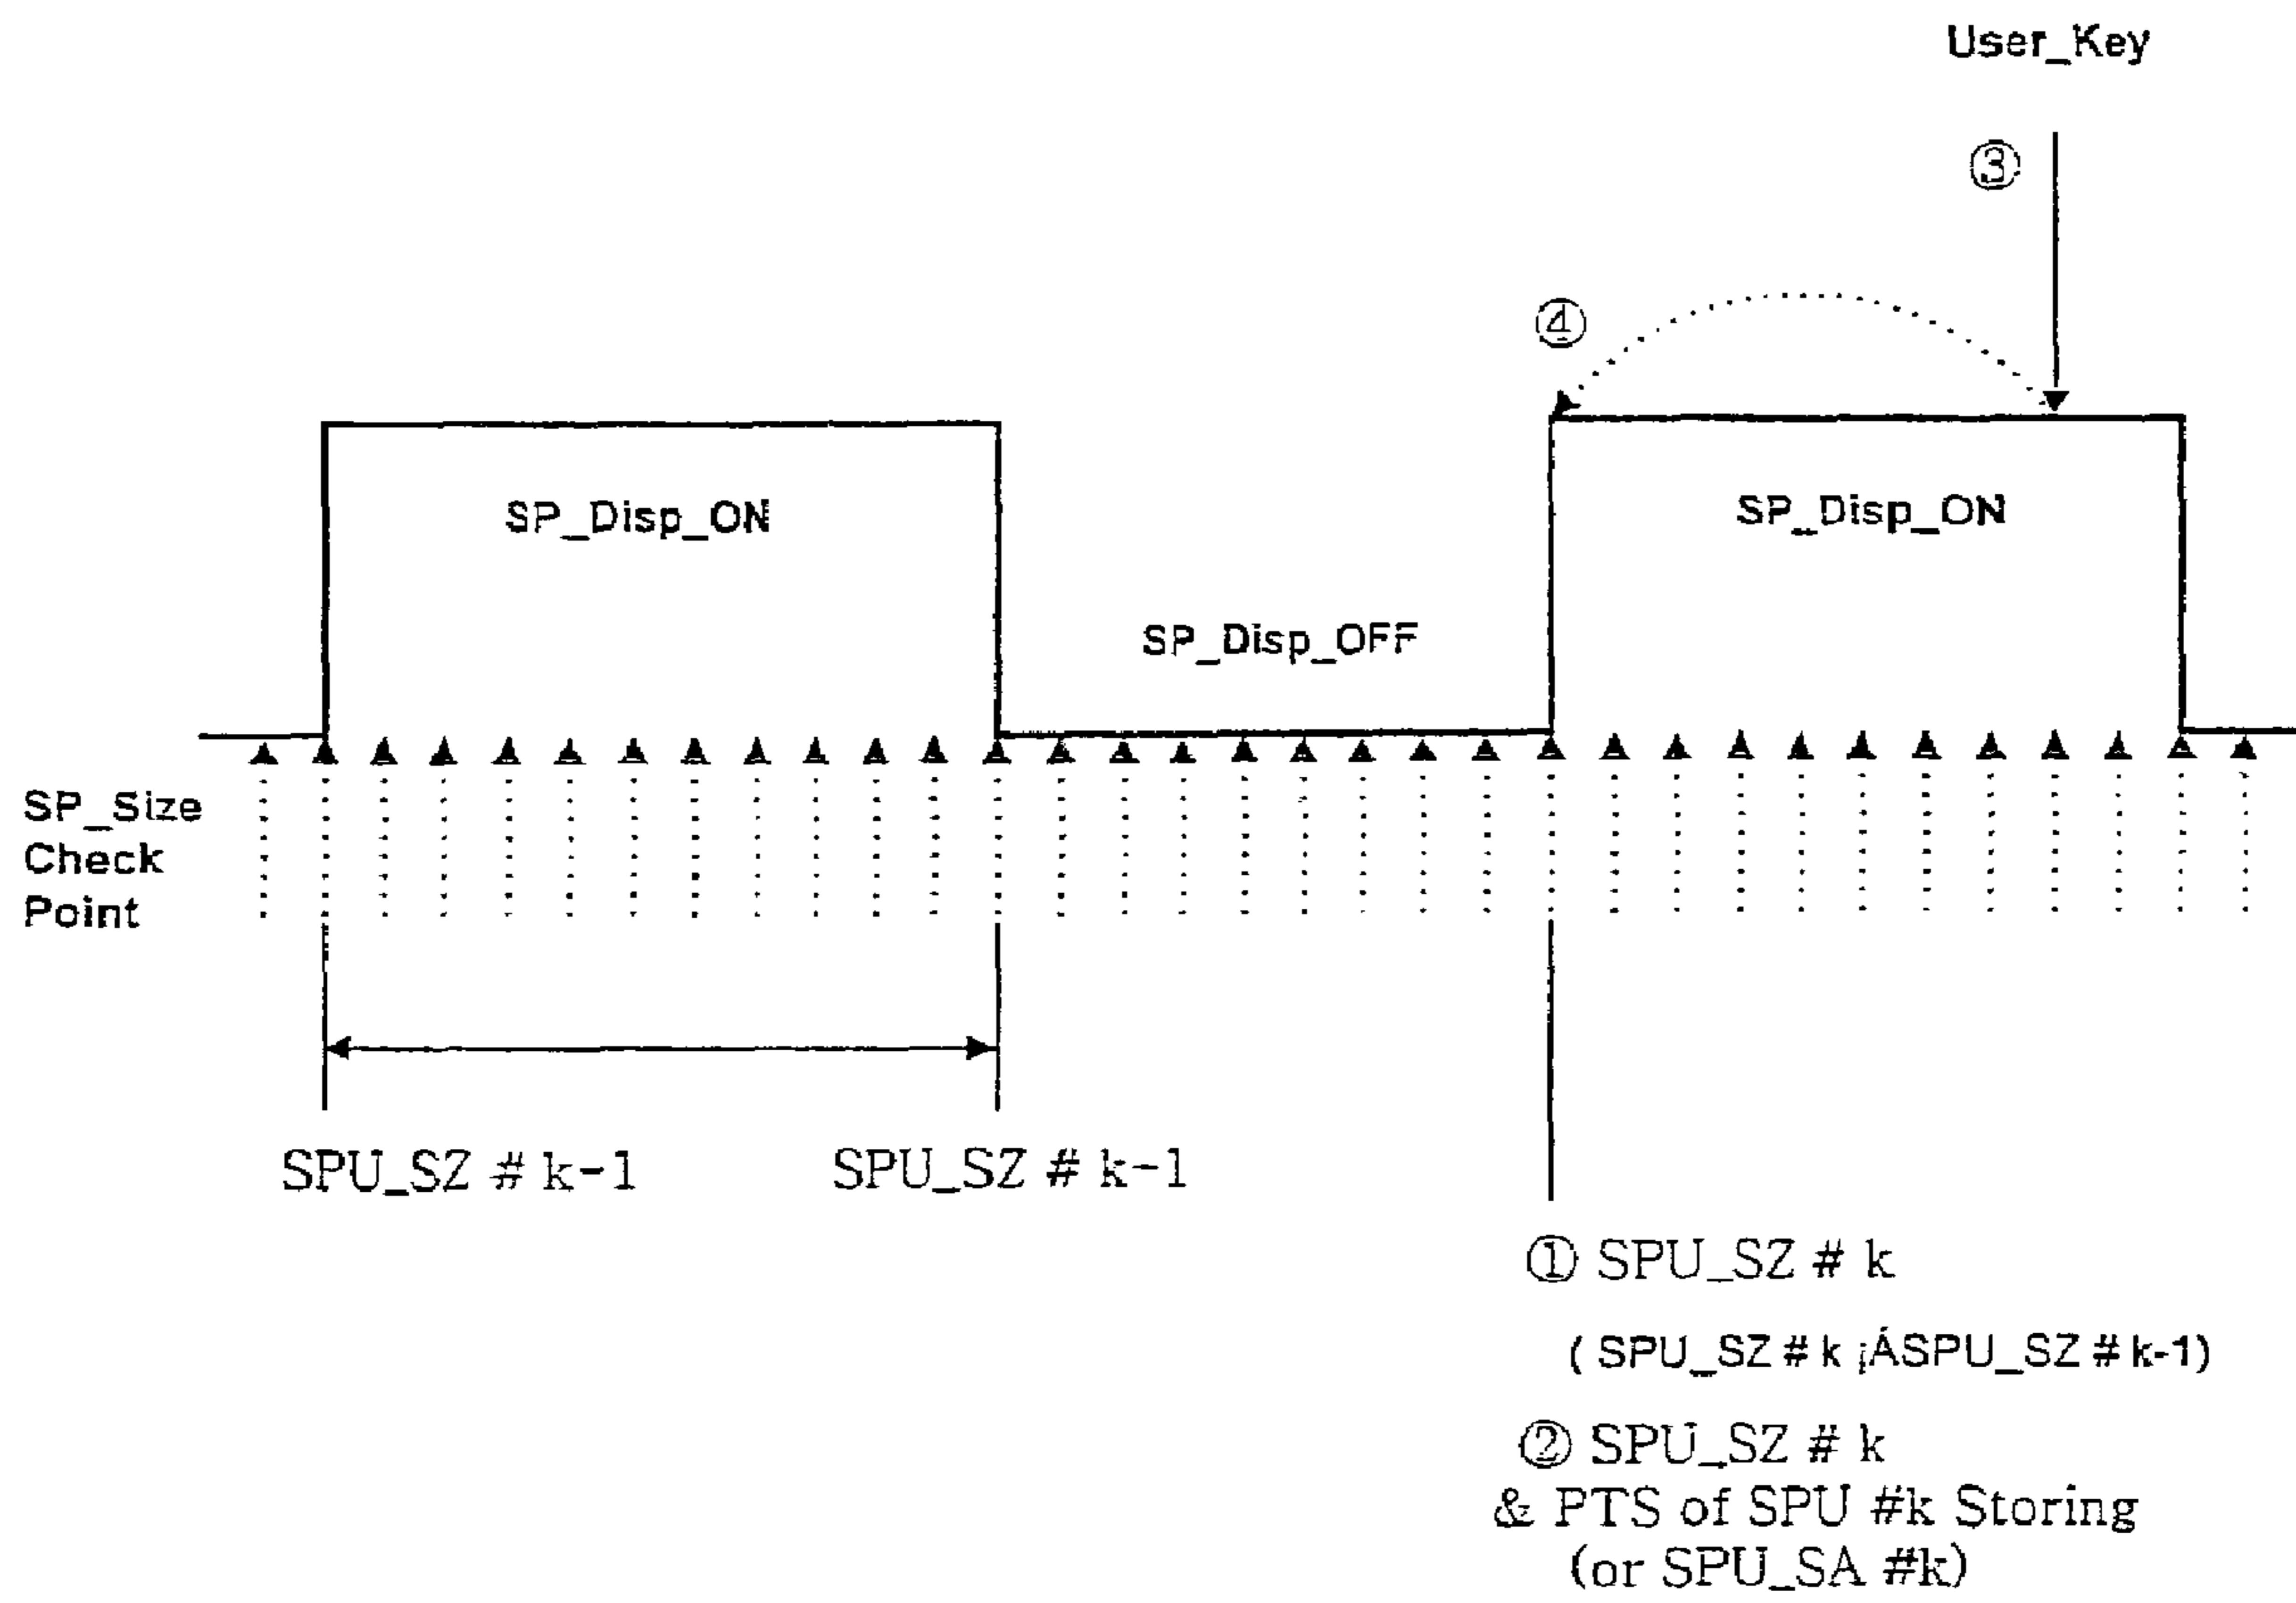 User_Key
③
④
SP_Disp_ON
SP_Disp_ON
SP_Disp_OFF
SP_Size
Check
Point
SPU_SZ # k-1
SPU_SZ # k-1
① SPU_SZ # k
( SPU_SZ # k ¡ÁSPU_SZ # k-1)
② SPU_SZ # k
& PTS of SPU #k Storing
(or SPU_SA #k)